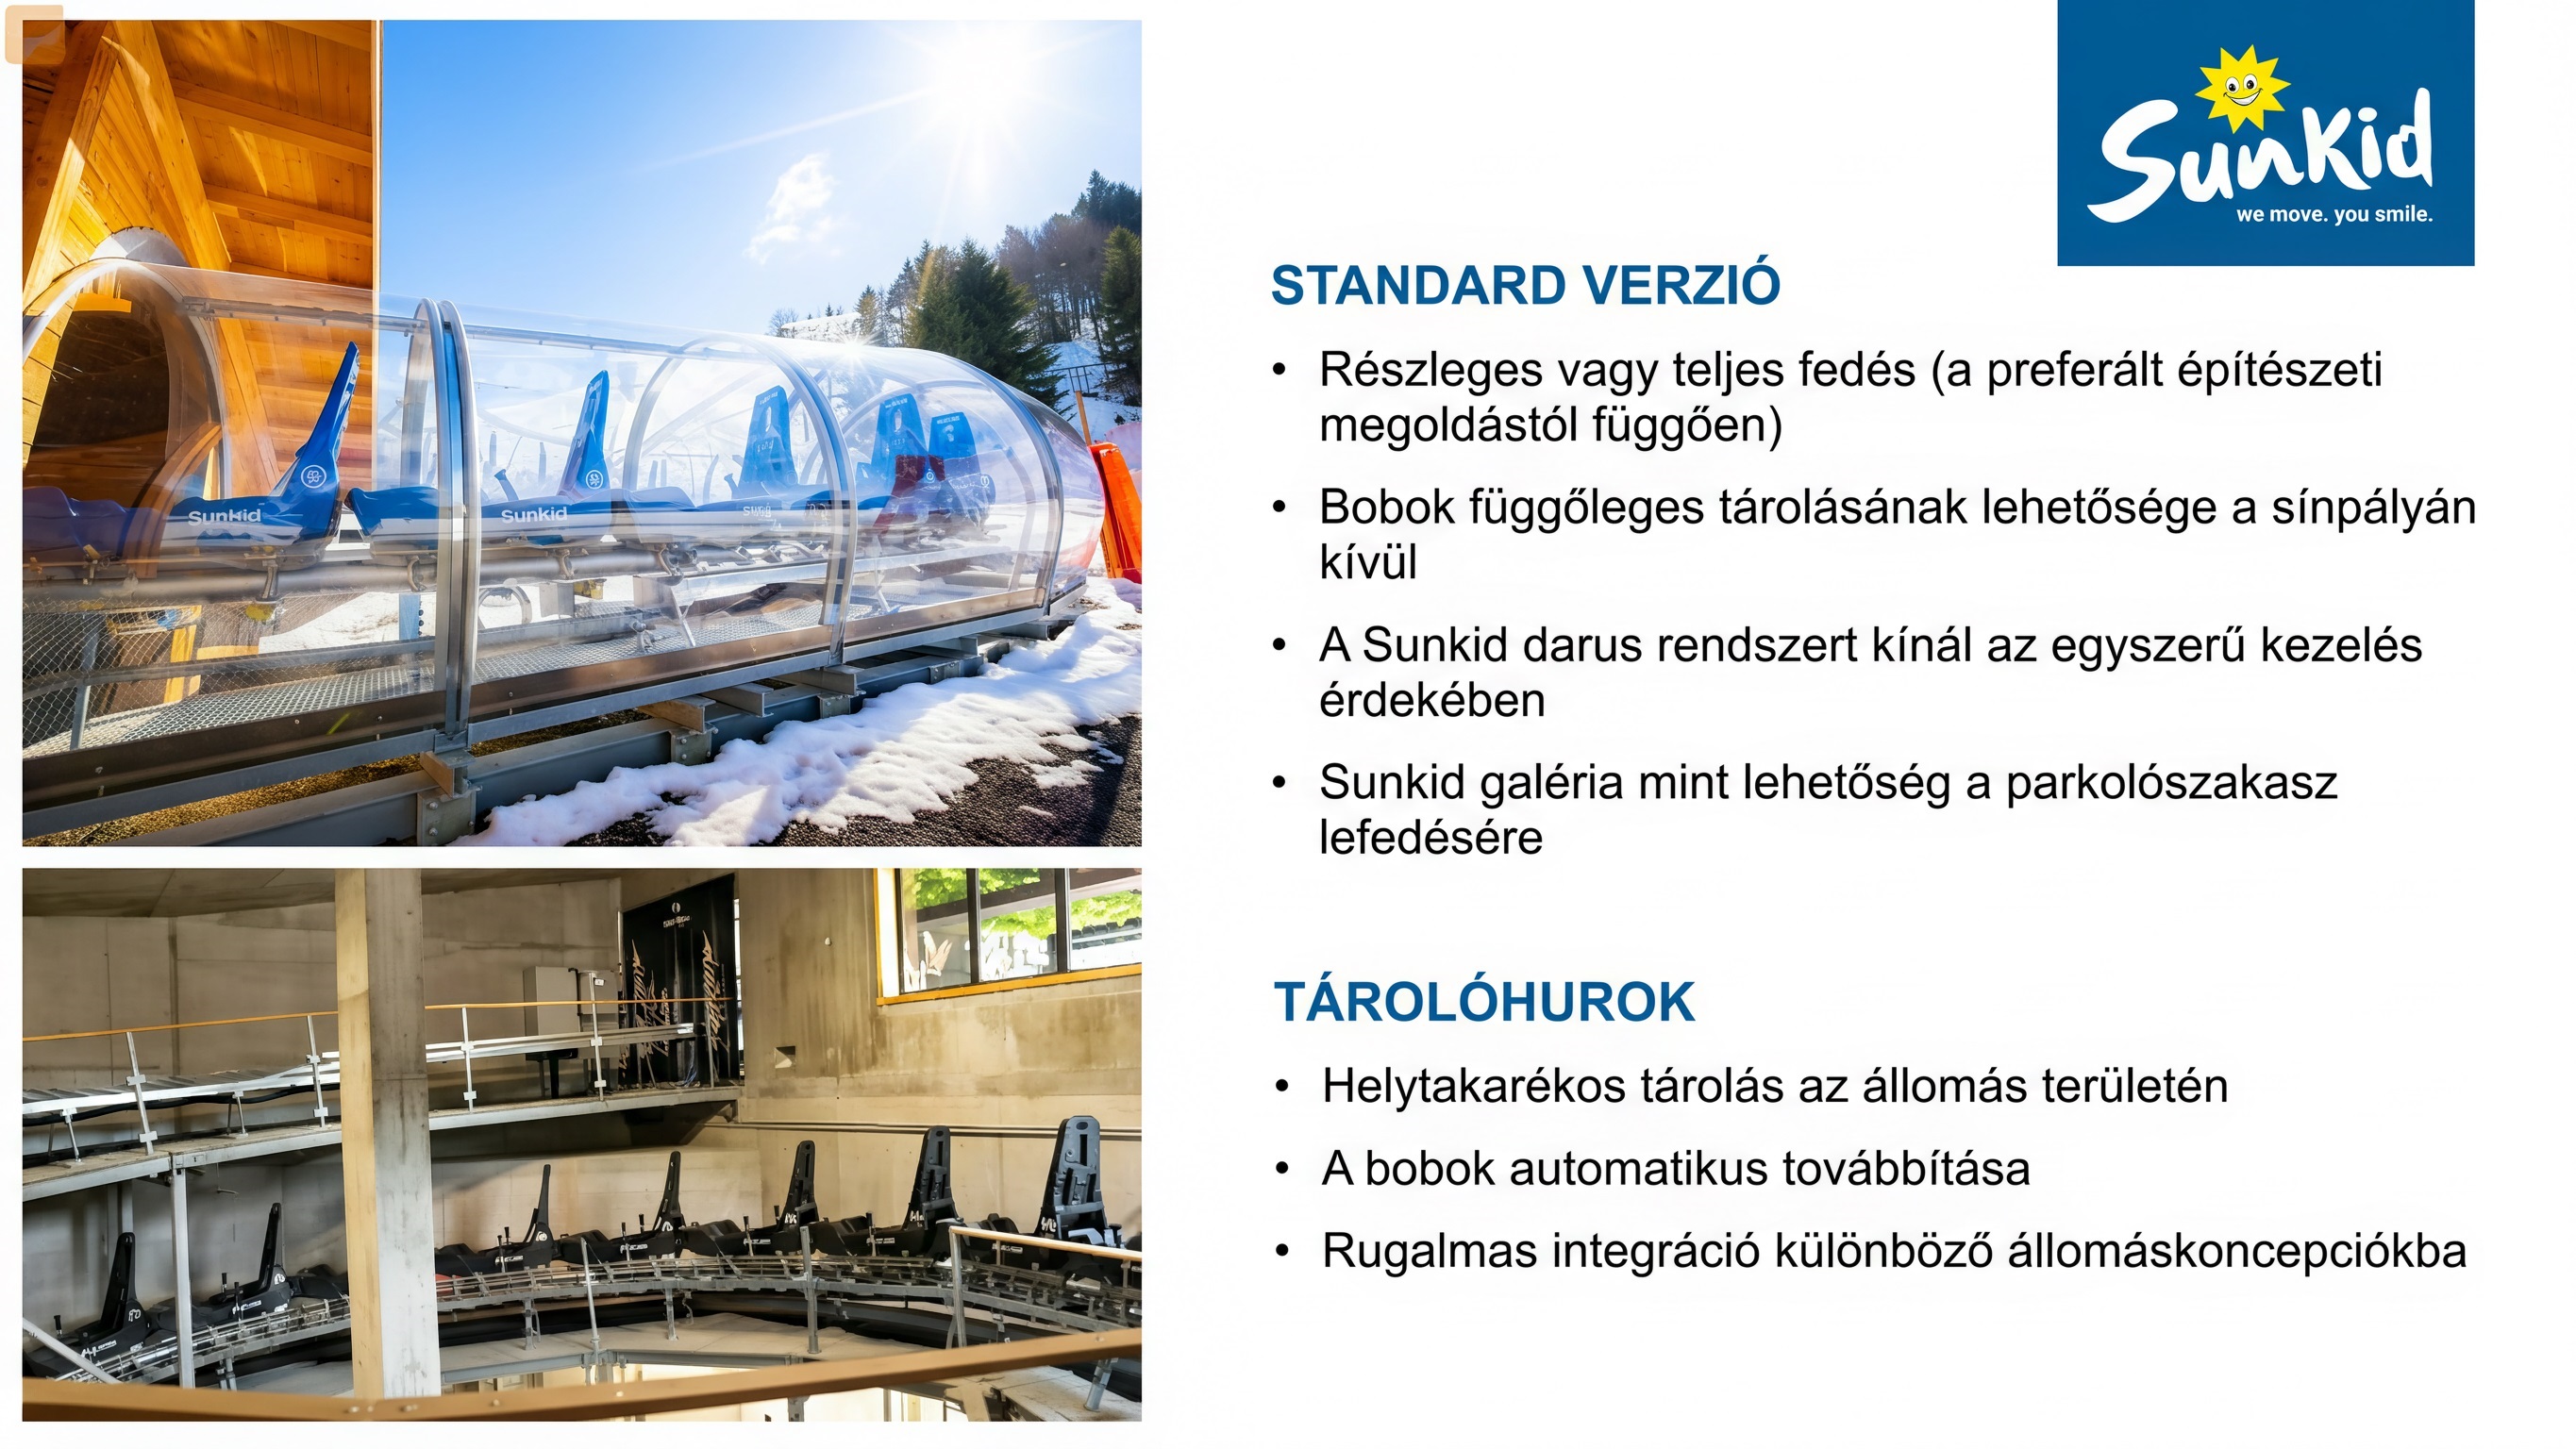 Sunkid
we move. you smile.
STANDARD VERZIÓ
• Részleges vagy teljes fedés (a preferált építészeti
megoldástól függően)
• Bobok függőleges tárolásának lehetősége a sínpályán
kívül
• A Sunkid darus rendszert kínál az egyszerű kezelés
érdekében
• Sunkid galéria mint lehetőség a parkolószakasz
lefedésére
TÁROLÓHUROK
• Helytakarékos tárolás az állomás területén
• A bobok automatikus továbbítása
• Rugalmas integráció különböző állomáskoncepciókba
Sunkid
Sunkid